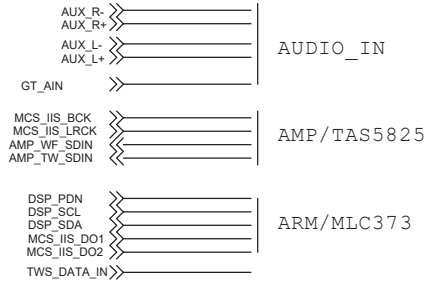 AUX_R-
AUX_R+
AUX_L-
AUX_L+
AUDIO_IN
GT_AIN
MCS_IIS_BCK
MCS_IIS_LRCK
AMP_WF_SDIN
AMP_TW_SDIN
AMP/TAS5825
DSP_PDN
DSP_SCL
DSP_SDA
MCS_IIS_DO1
MCS_IIS_DO2
ARM/MLC373
TWS_DATA_IN